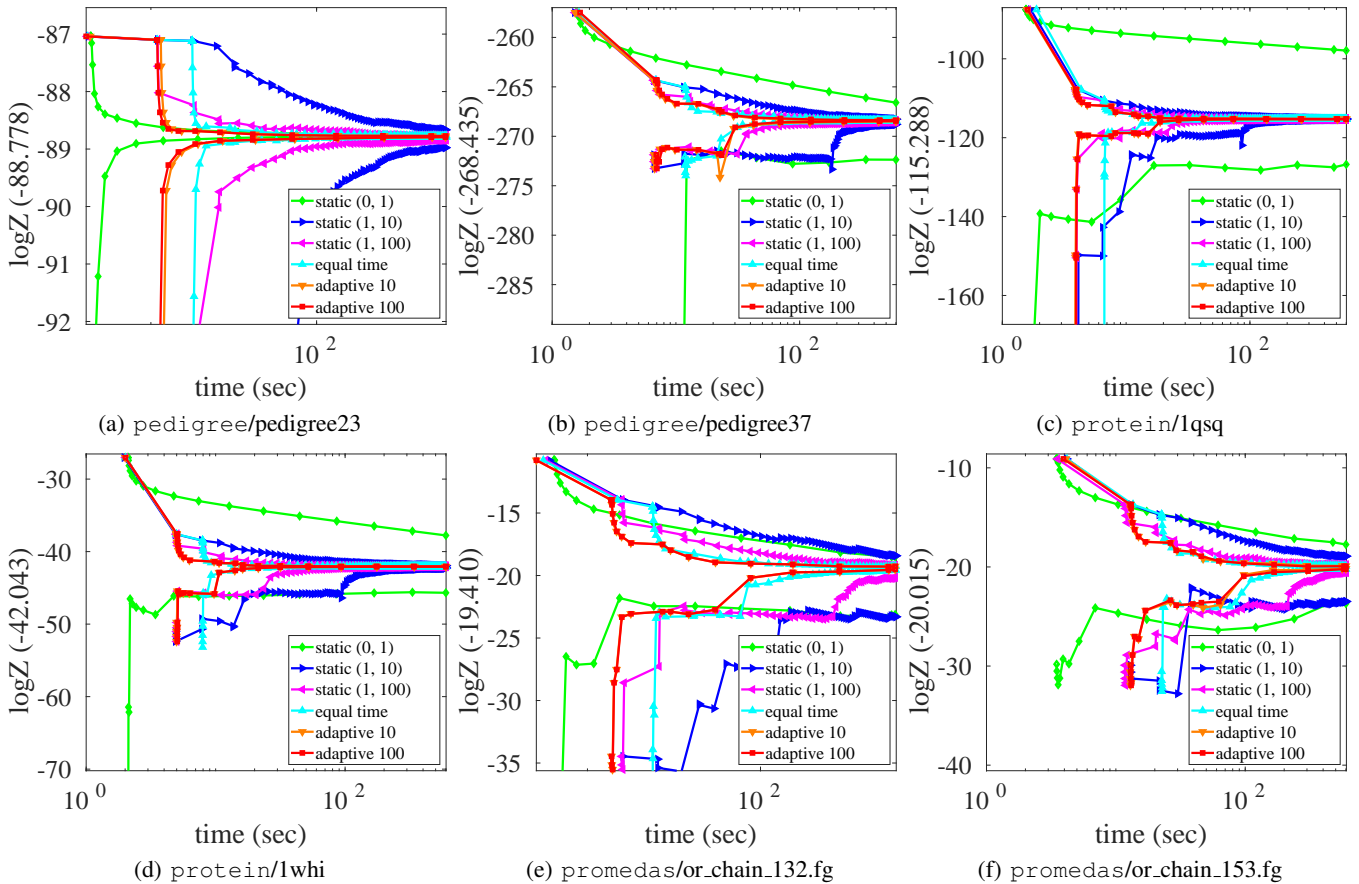 -87
-88
-89
-90
-91
-92
logZ (-88.778)
static (0, 1)
static (1, 10)
static (1, 100)
equal time
adaptive 10
adaptive 100
10^2
time (sec)
(a) pedigree/pedigree23
-260
-265
-270
-275
-280
-285
logZ (-268.435)
static (0, 1)
static (1, 10)
static (1, 100)
equal time
adaptive 10
adaptive 100
10^0
10^2
time (sec)
(b) pedigree/pedigree37
-100
-120
-140
-160
logZ (-115.288)
static (0, 1)
static (1, 10)
static (1, 100)
equal time
adaptive 10
adaptive 100
10^0
10^2
time (sec)
(c) protein/1qsq
-30
-40
-50
-60
-70
logZ (-42.043)
static (0, 1)
static (1, 10)
static (1, 100)
equal time
adaptive 10
adaptive 100
10^0
10^2
time (sec)
(d) protein/1whi
-15
-20
-25
-30
-35
logZ (-19.410)
static (0, 1)
static (1, 10)
static (1, 100)
equal time
adaptive 10
adaptive 100
10^2
time (sec)
(e) promedas/or_chain_132.fg
-10
-20
-30
-40
logZ (-20.015)
static (0, 1)
static (1, 10)
static (1, 100)
equal time
adaptive 10
adaptive 100
10^0
10^2
time (sec)
(f) promedas/or_chain_153.fg